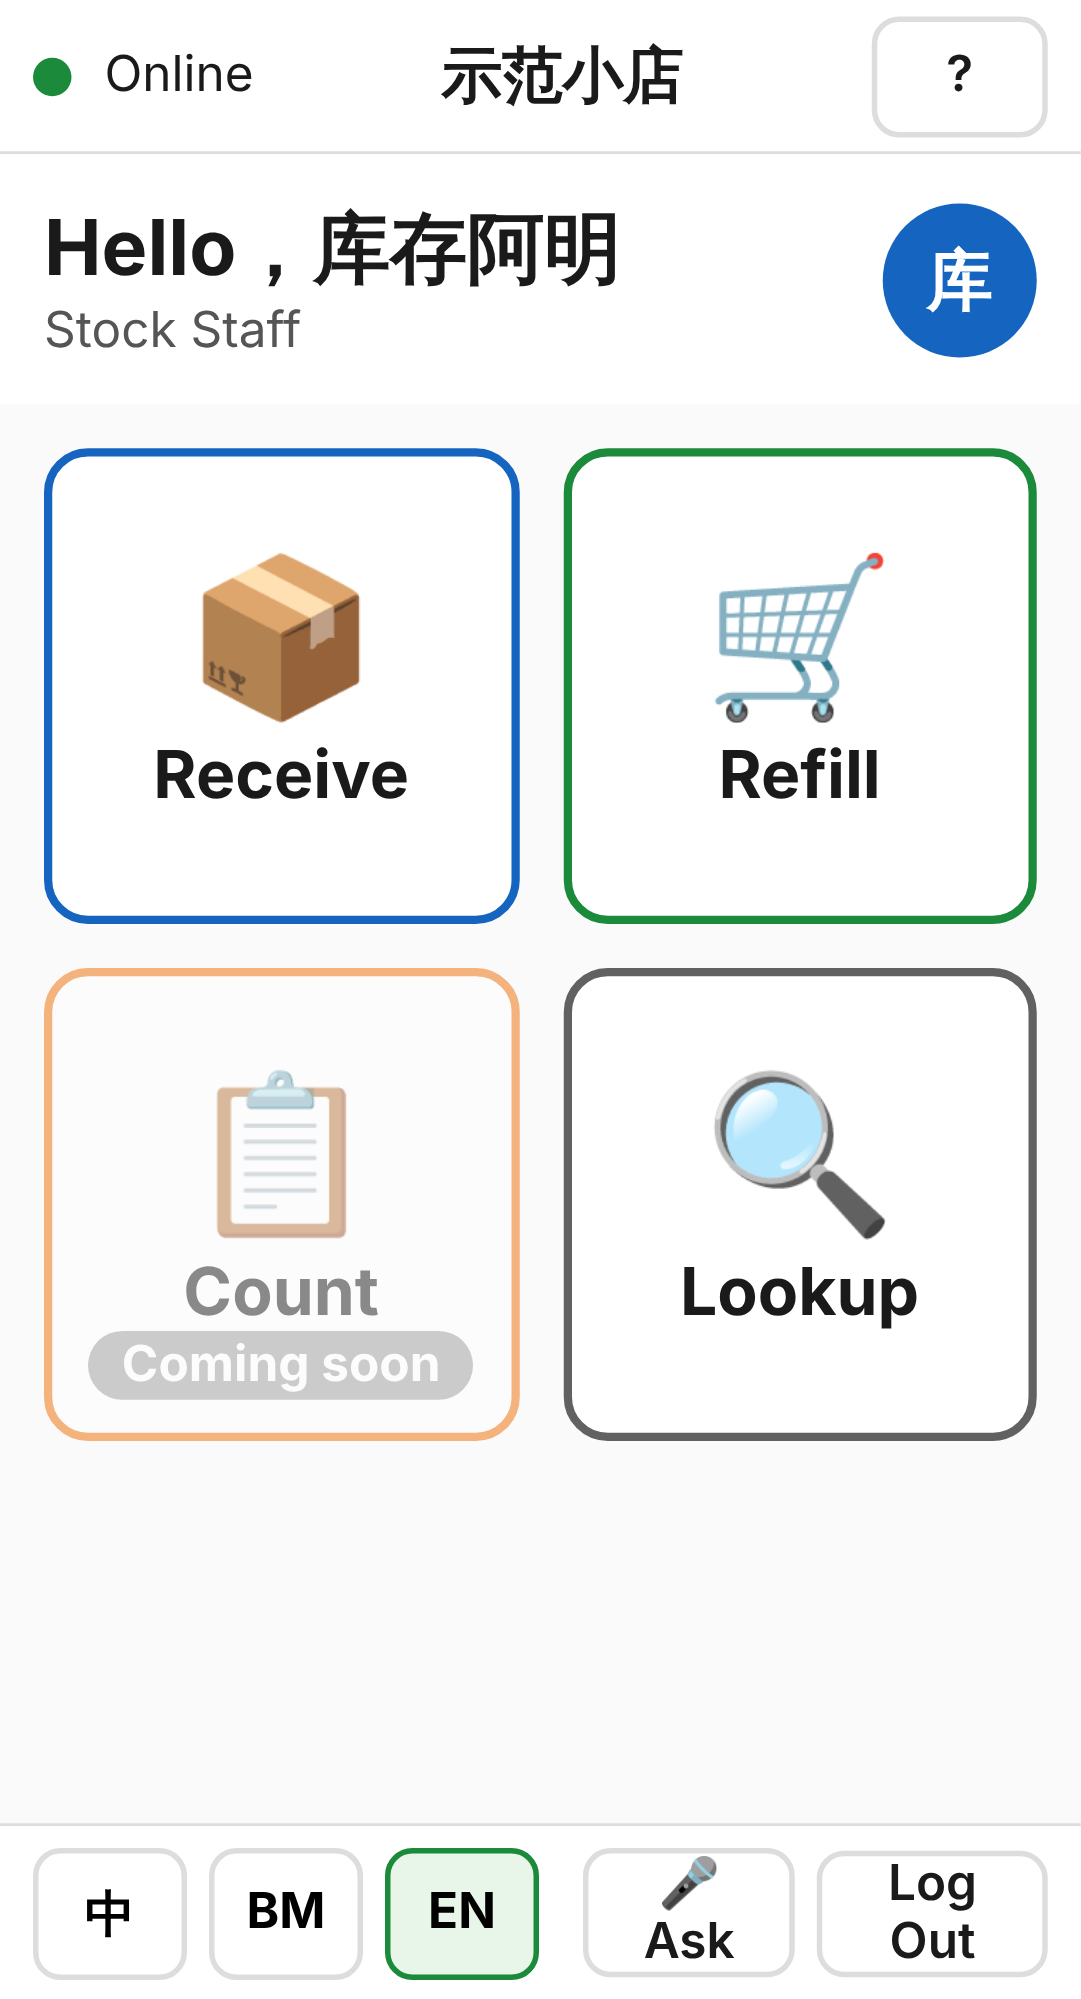 Online
示范小店
?
Hello，库存阿明
Stock Staff
库
Receive
Refill
Count
Coming soon
Lookup
中
BM
EN
Ask
Log
Out